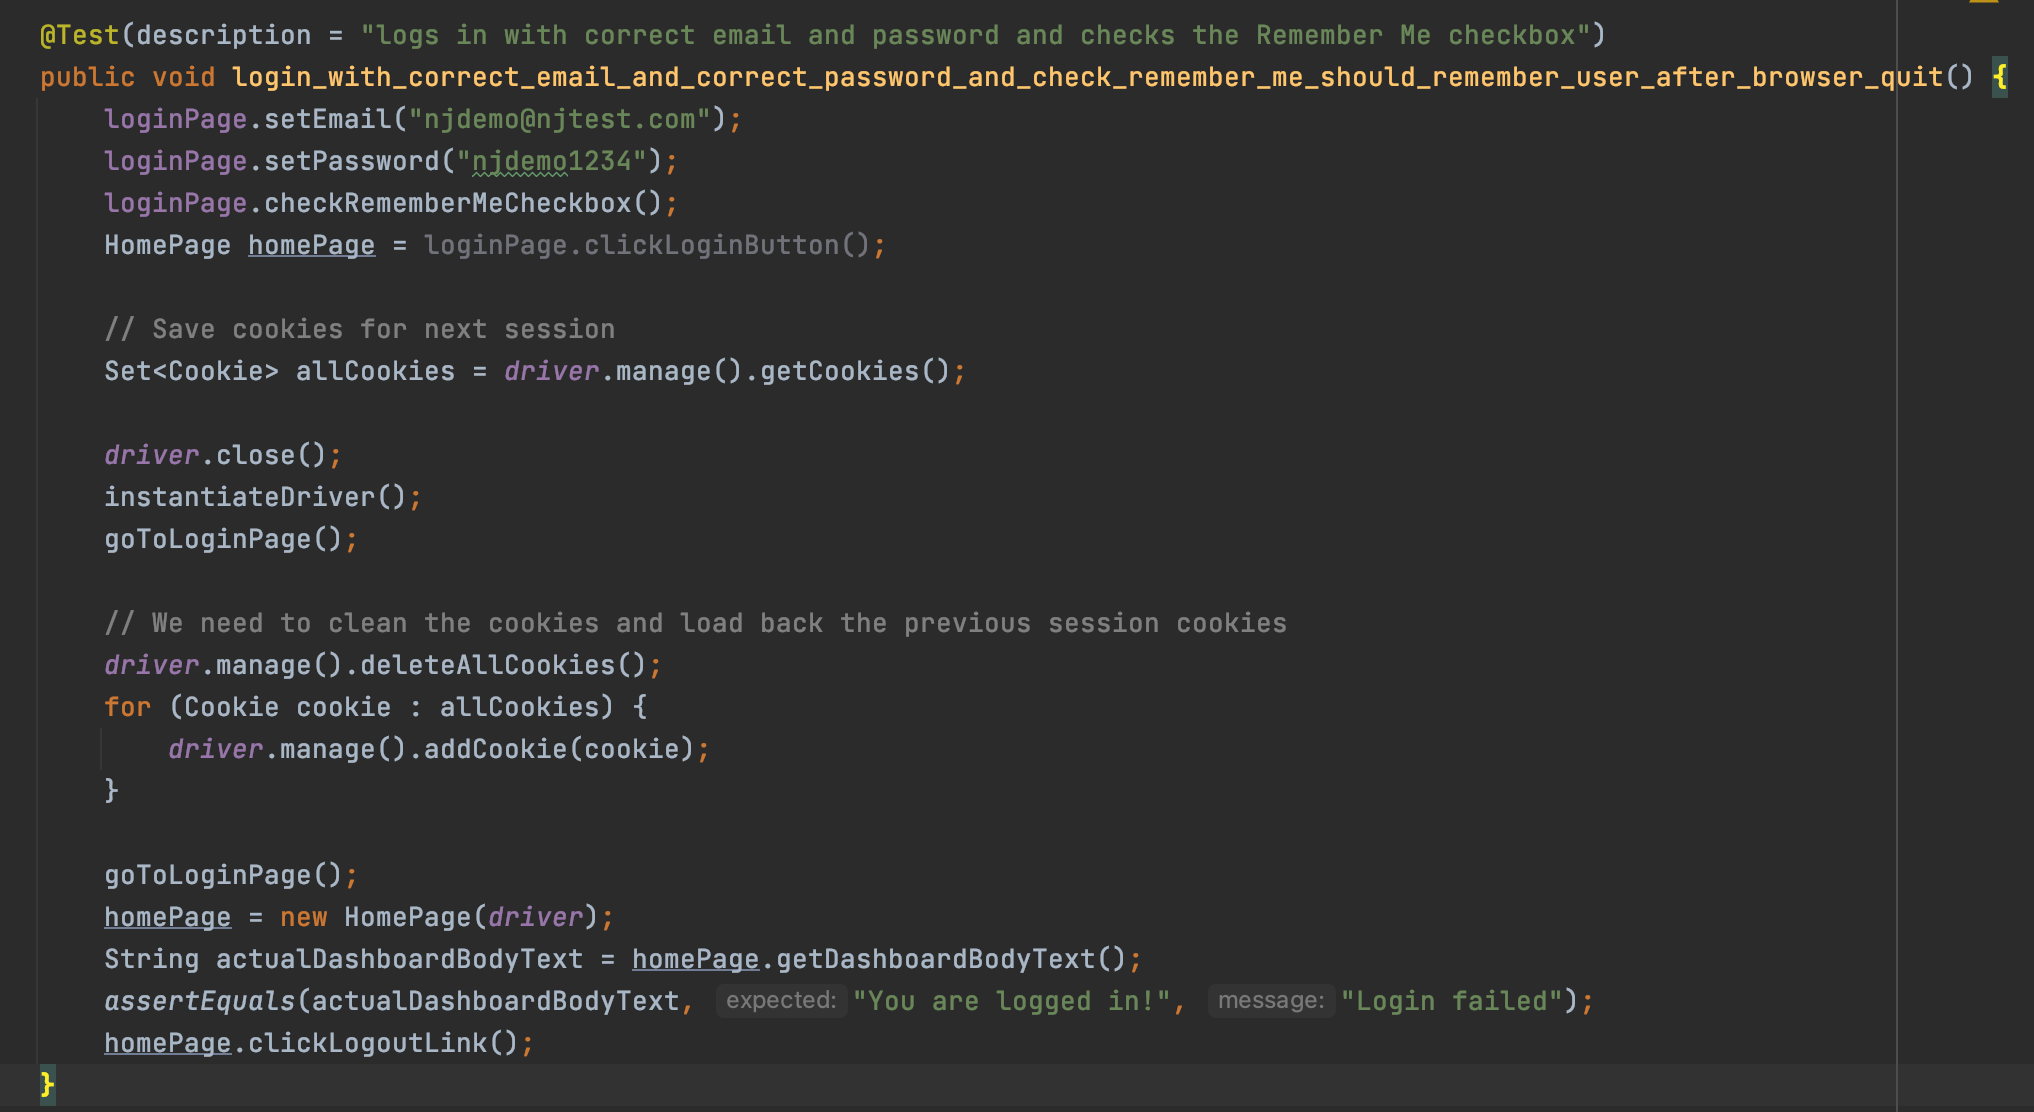 @Test(description = "logs in with correct email and password and checks the Remember Me checkbox")
public void login_with_correct_email_and_correct_password_and_check_remember_me_should_remember_user_after_browser_quit() {
    loginPage.setEmail("njdemo@njtest.com");
    loginPage.setPassword("njdemo1234");
    loginPage.checkRememberMeCheckbox();
    HomePage homePage = loginPage.clickLoginButton();

    // Save cookies for next session
    Set<Cookie> allCookies = driver.manage().getCookies();

    driver.close();
    instantiateDriver();
    goToLoginPage();

    // We need to clean the cookies and load back the previous session cookies
    driver.manage().deleteAllCookies();
    for (Cookie cookie : allCookies) {
        driver.manage().addCookie(cookie);
    }

    goToLoginPage();
    homePage = new HomePage(driver);
    String actualDashboardBodyText = homePage.getDashboardBodyText();
    assertEquals(actualDashboardBodyText, expected: "You are logged in!", message: "Login failed");
    homePage.clickLogoutLink();
}